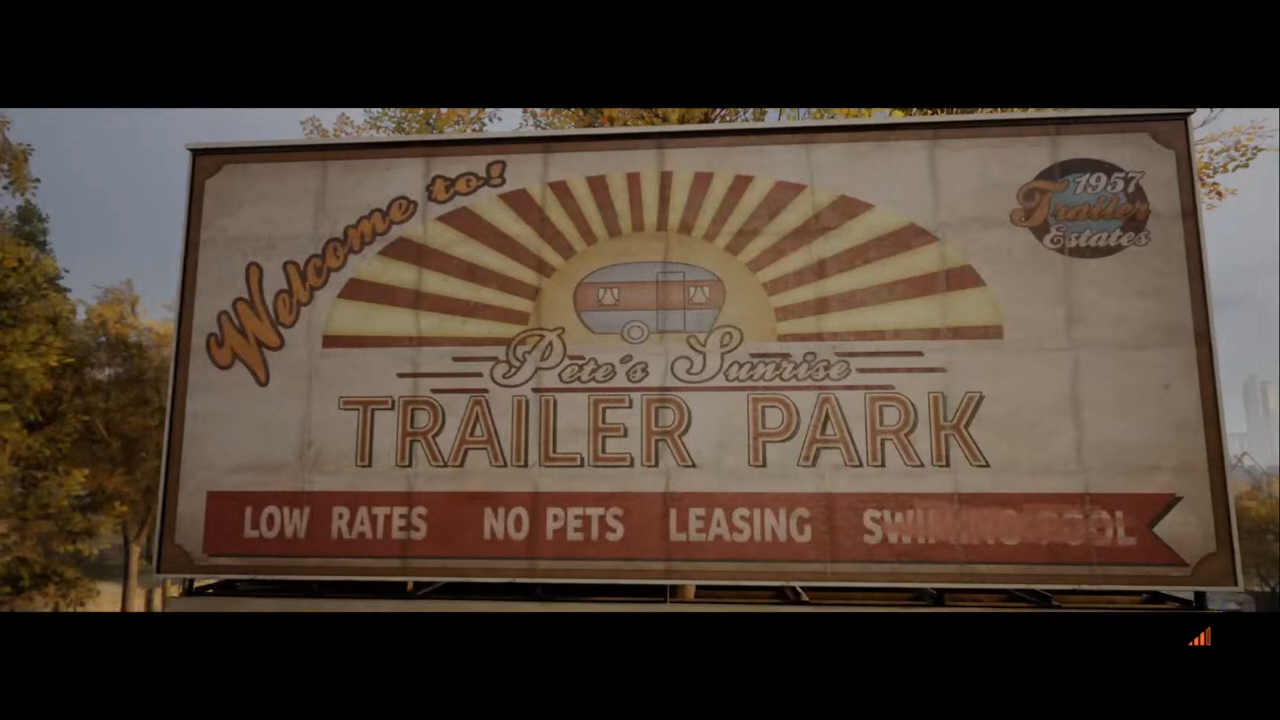 Welcome to!
1957
Trailer
Estates
Pete's Sunrise
TRAILER PARK
LOW RATES NO PETS LEASING